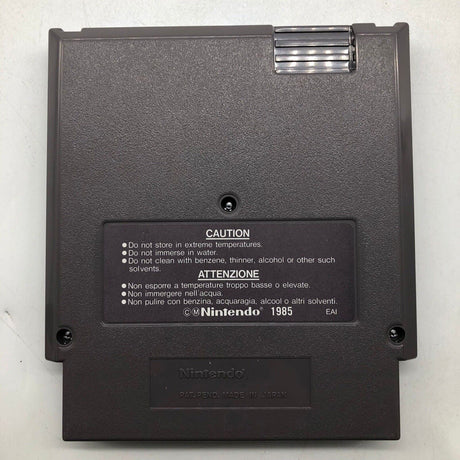 CAUTION
●Do not store in extreme temperatures.
●Do not immerse in water.
●Do not clean with benzene, thinner, alcohol or other such
solvents.
ATTENZIONE
●Non esporre a temperature troppo basse o elevate.
●Non immergere nell'acqua.
●Non pulire con benzina, acquaragia, alcool o altri solventi.
©ⓂNintendo® 1985 EAI
Nintendo®
PAT. PEND. MADE IN JAPAN